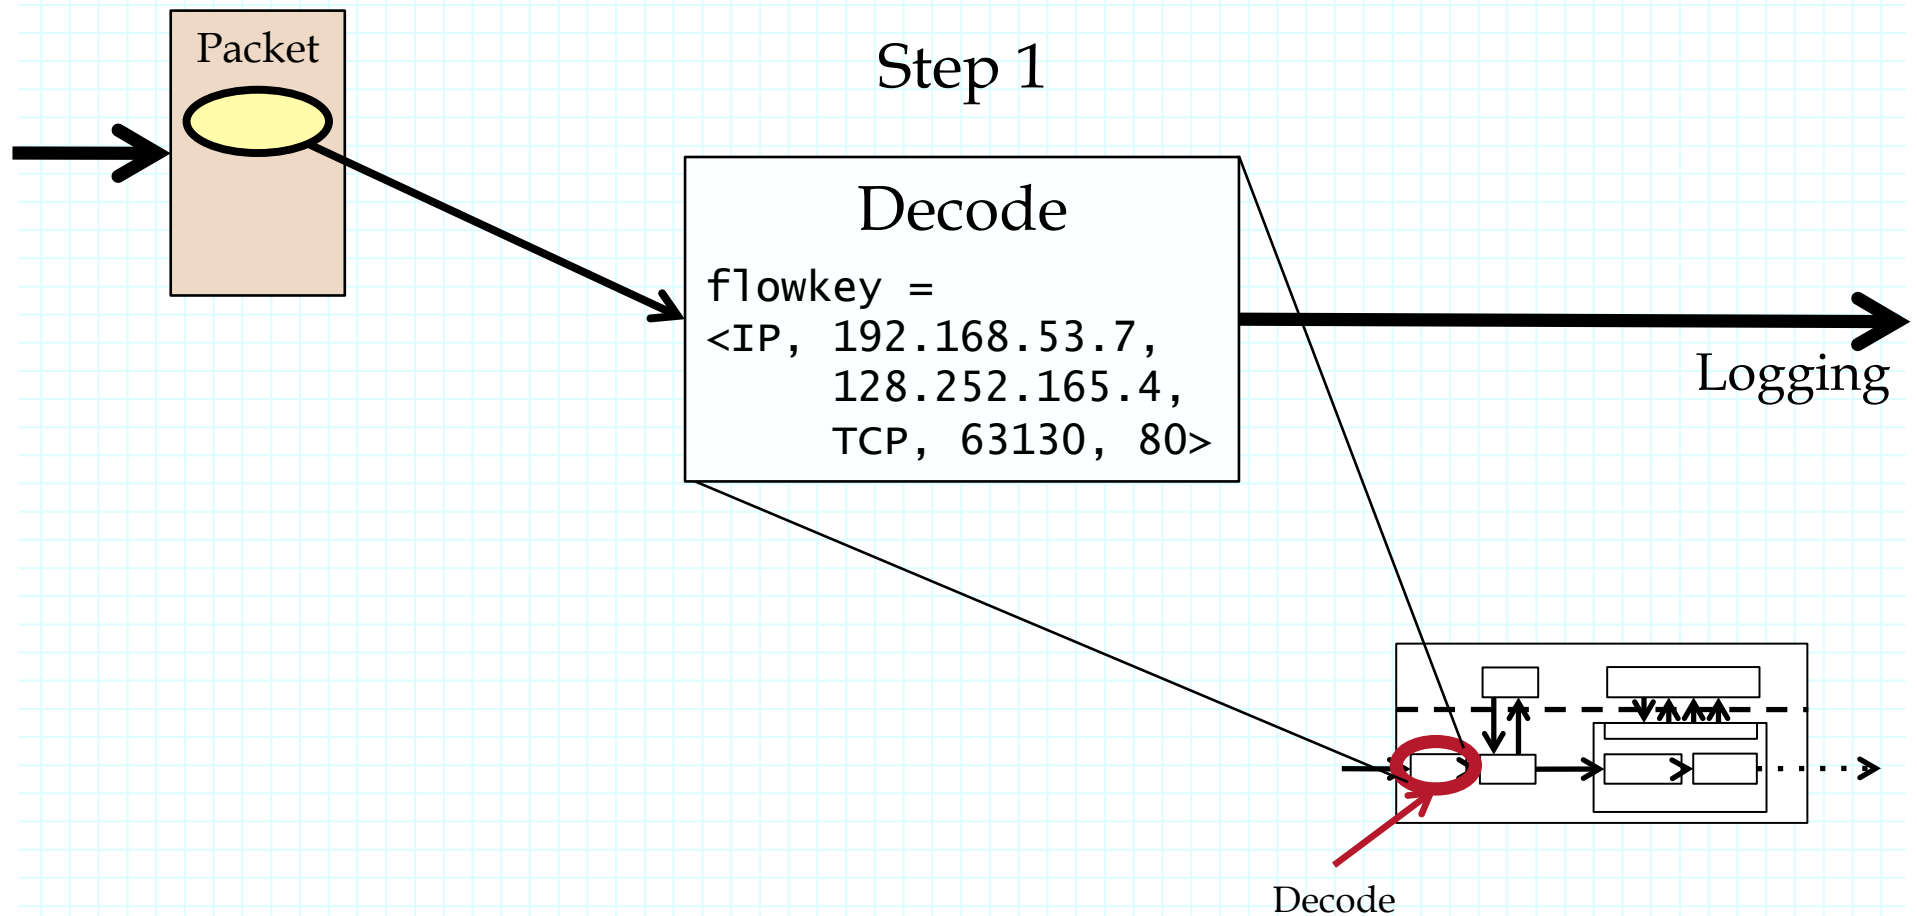 Packet
Step 1
Decode
flowkey =
<IP, 192.168.53.7,
128.252.165.4,
TCP, 63130, 80>
Logging
Decode